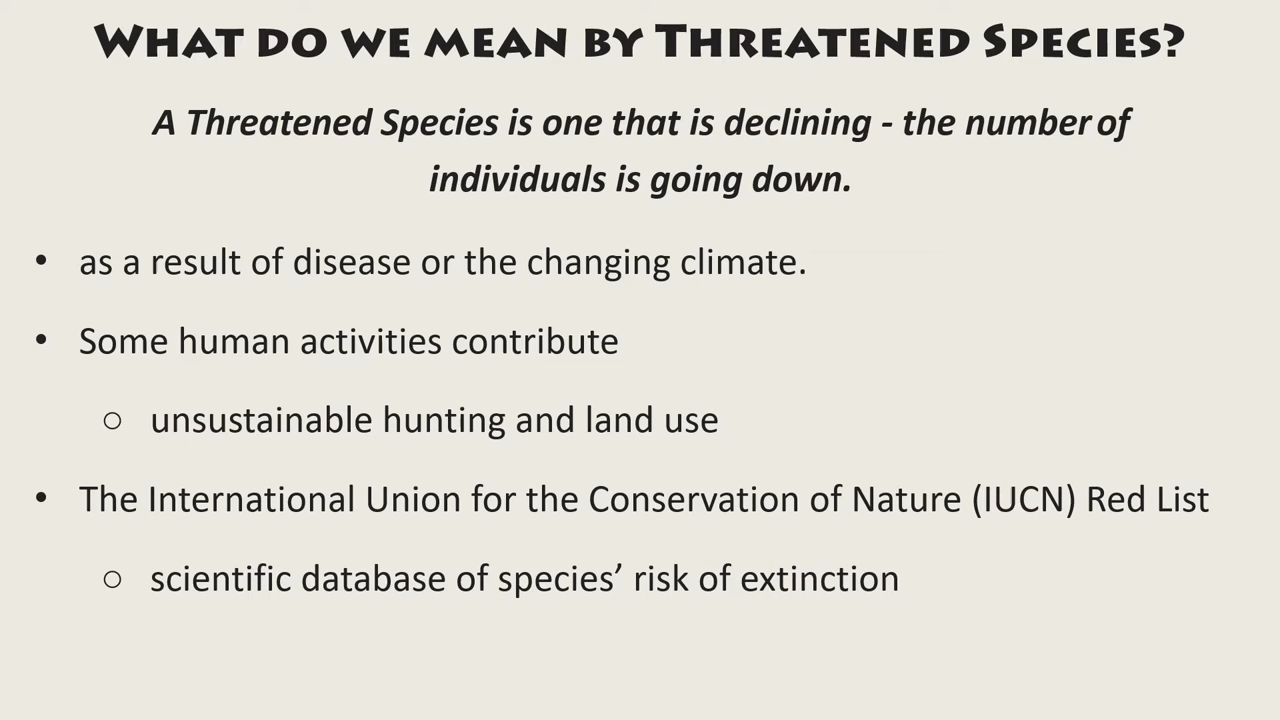 What do we mean by Threatened Species?
A Threatened Species is one that is declining - the number of
individuals is going down.
• as a result of disease or the changing climate.
• Some human activities contribute
○ unsustainable hunting and land use
• The International Union for the Conservation of Nature (IUCN) Red List
○ scientific database of species’ risk of extinction